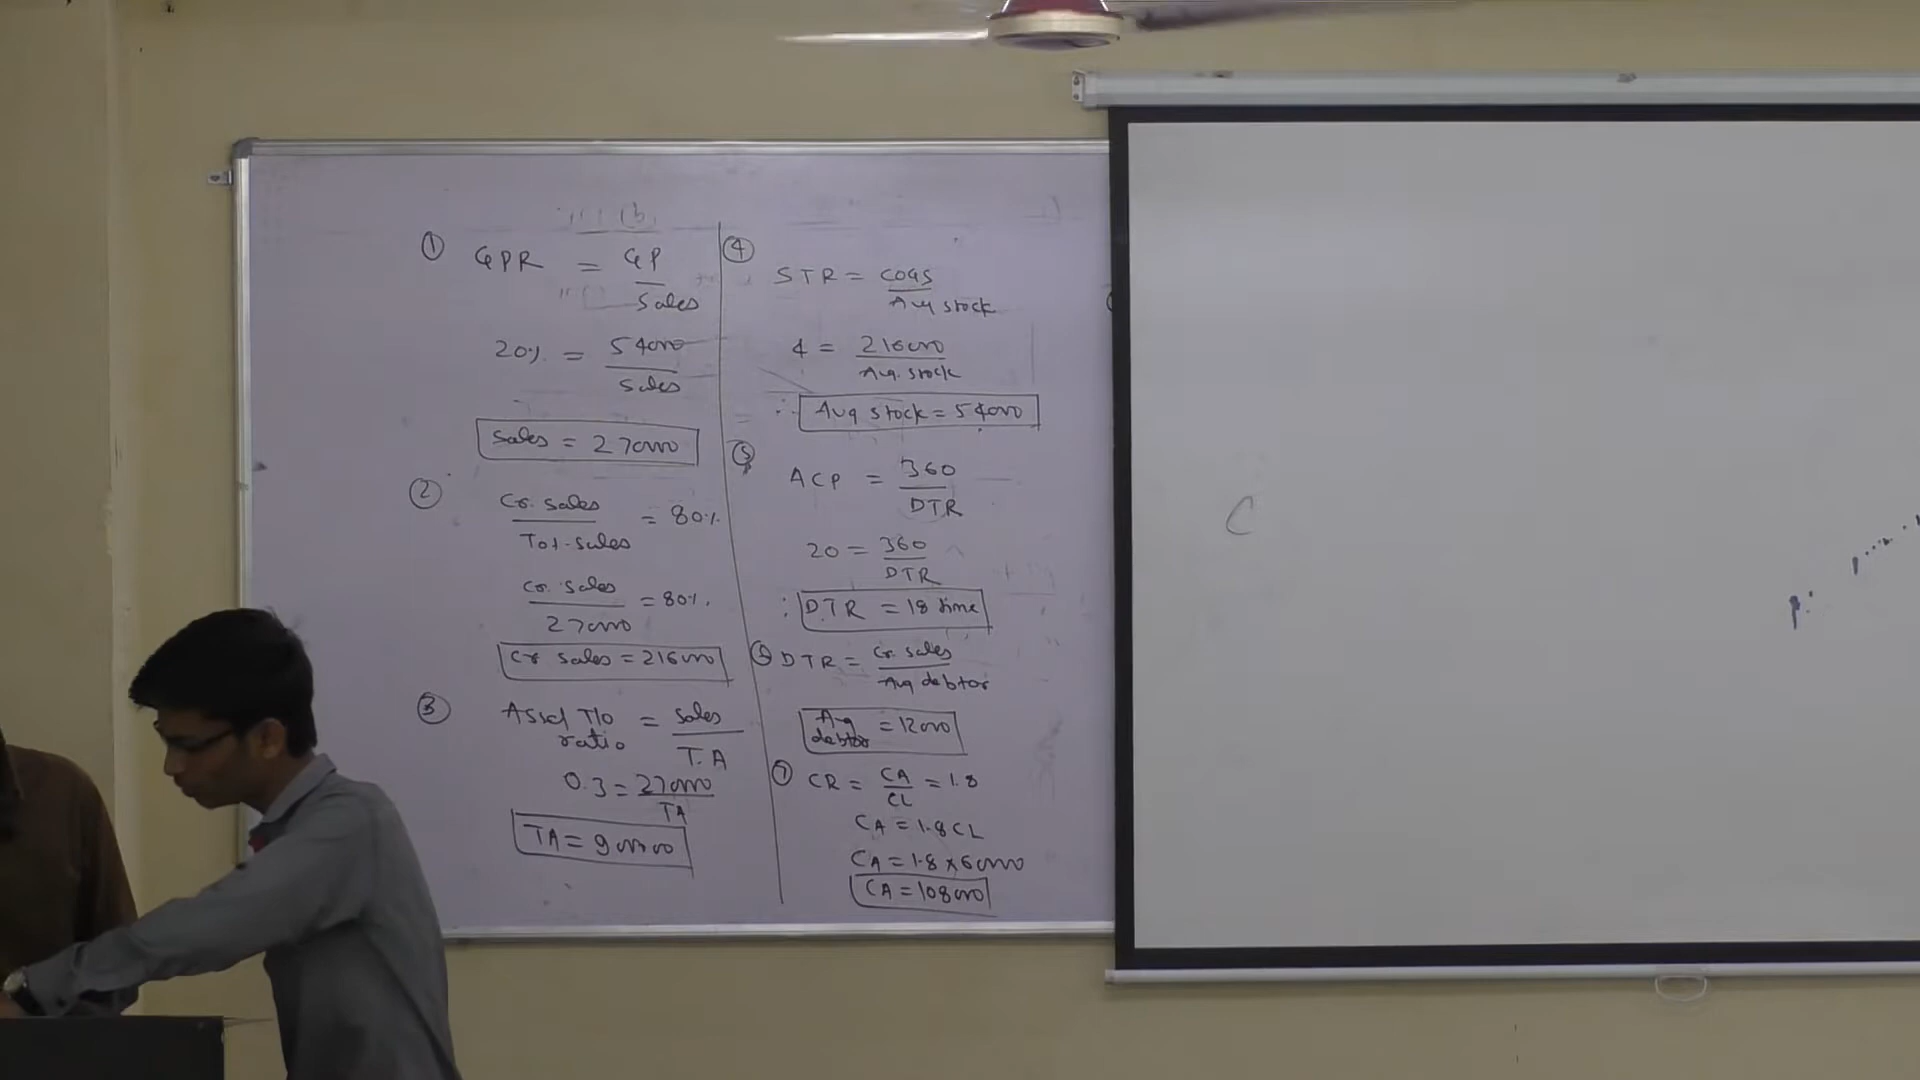 ① GPR = GP
Sales
20% = 54000
Sales
Sales = 270000
② Cr. Sales
Tot. sales = 80%
Cr. Sales
270000 = 80%.
Cr Sales = 216000
③ Asset T/o ratio = Sales
T.A
0.3 = 270000
TA
TA = 900000
④
STR = COGS
Avg stock
4 = 216000
Avg. stock
∴ Avg stock = 54000
⑤
ACP = 360
DTR
20 = 360
DTR
∴ DTR = 18 time
⑥ DTR = Cr. Sales
Avg debtor
Avg debtor = 12000
⑦ CR = CA
CL = 1.8
CA = 1.8 CL
CA = 1.8 × 60000
CA = 108000
C